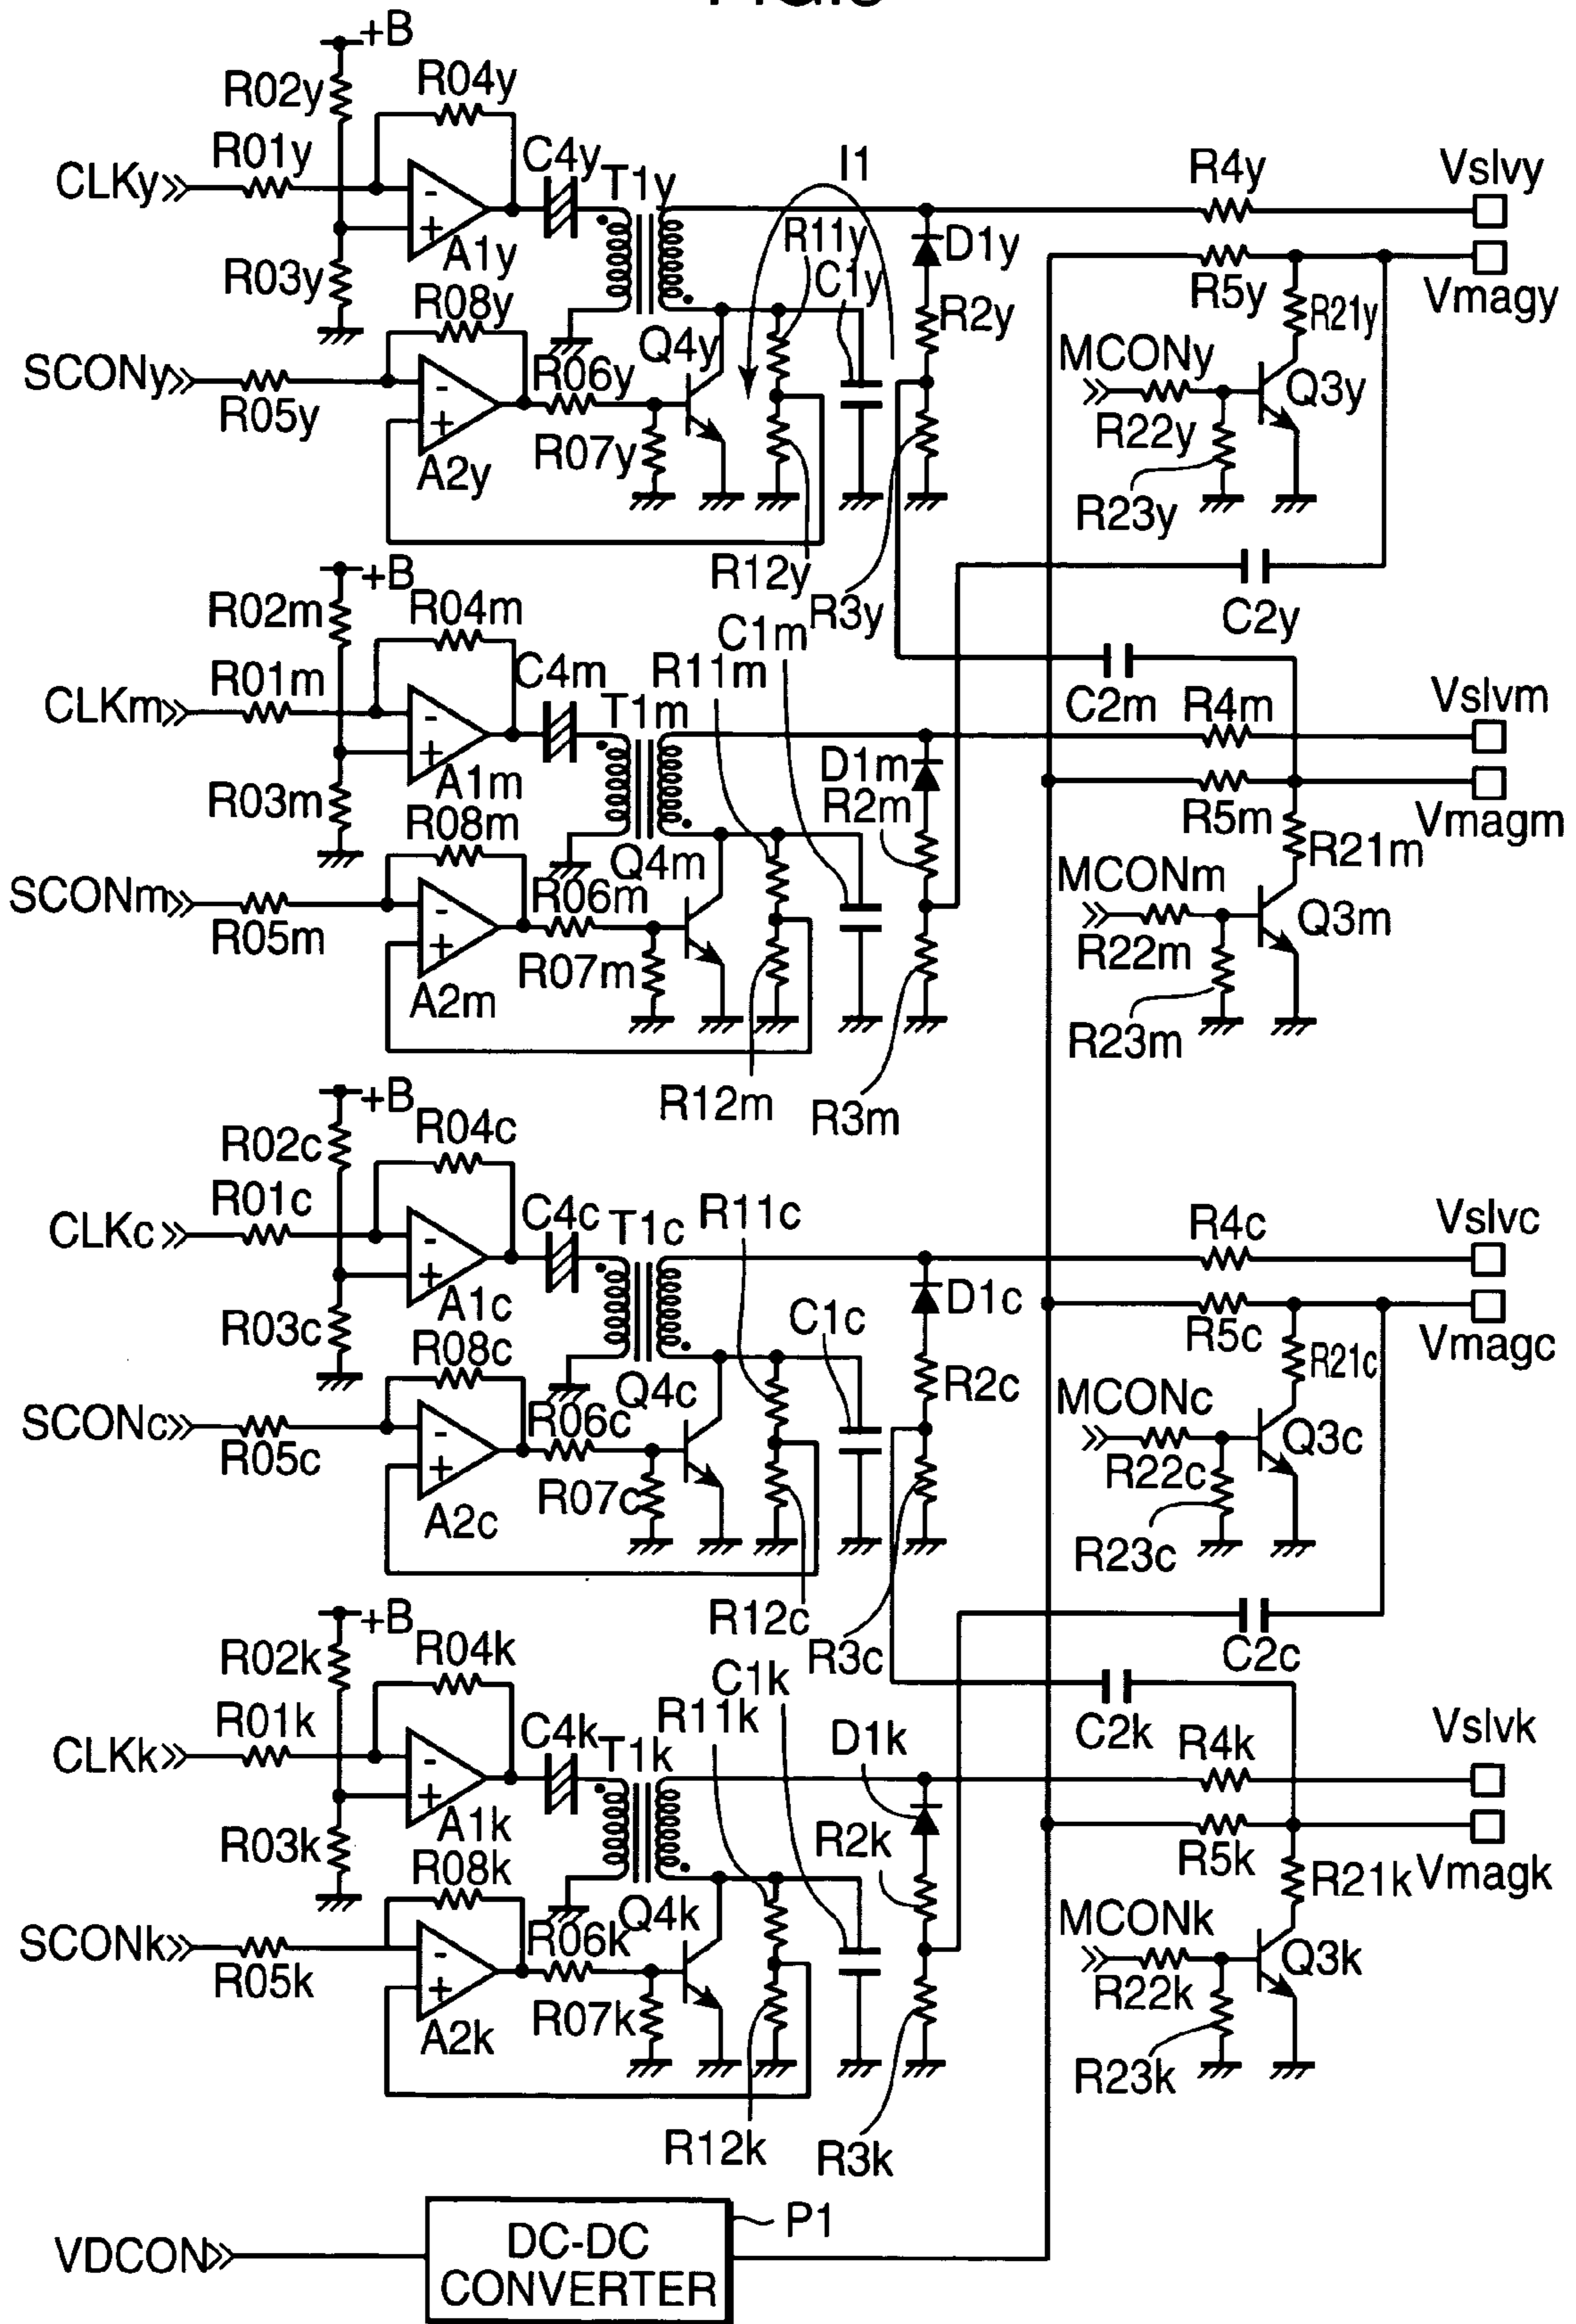 +B
R02y
R04y
R01y
CLKy
C4y
T1y
I1
R4y
Vslvy
R11y
C1y
D1y
A1y
R03y
R08y
R5y
Vmagy
R2y
R21y
Q4y
MCONy
SCONy
R06y
Q3y
R05y
R22y
R07y
A2y
R23y
R12y
R3y
C2y
+B
R02m
R04m
C1m
R01m
C4m
R11m
CLKm
T1m
C2m
R4m
Vslvm
D1m
A1m
R03m
R2m
R08m
R5m
Vmagm
R21m
Q4m
MCONm
SCONm
R06m
Q3m
R05m
R22m
R07m
A2m
R23m
R12m
R3m
+B
R02c
R04c
R01c
C4c
T1c
R11c
R4c
Vslvc
CLKc
A1c
D1c
C1c
R03c
R08c
R5c
Vmagc
R21c
Q4c
R2c
MCONc
SCONc
R06c
Q3c
R05c
R22c
R07c
A2c
R23c
R12c
R3c
C2c
+B
R02k
R04k
C1k
R01k
C4k
R11k
CLKk
T1k
D1k
C2k
R4k
Vslvk
A1k
R03k
R2k
R08k
R5k
R21k
Vmagk
Q4k
MCONk
SCONk
R06k
Q3k
R05k
R22k
R07k
A2k
R23k
R12k
R3k
P1
VDCON
DC-DC
CONVERTER